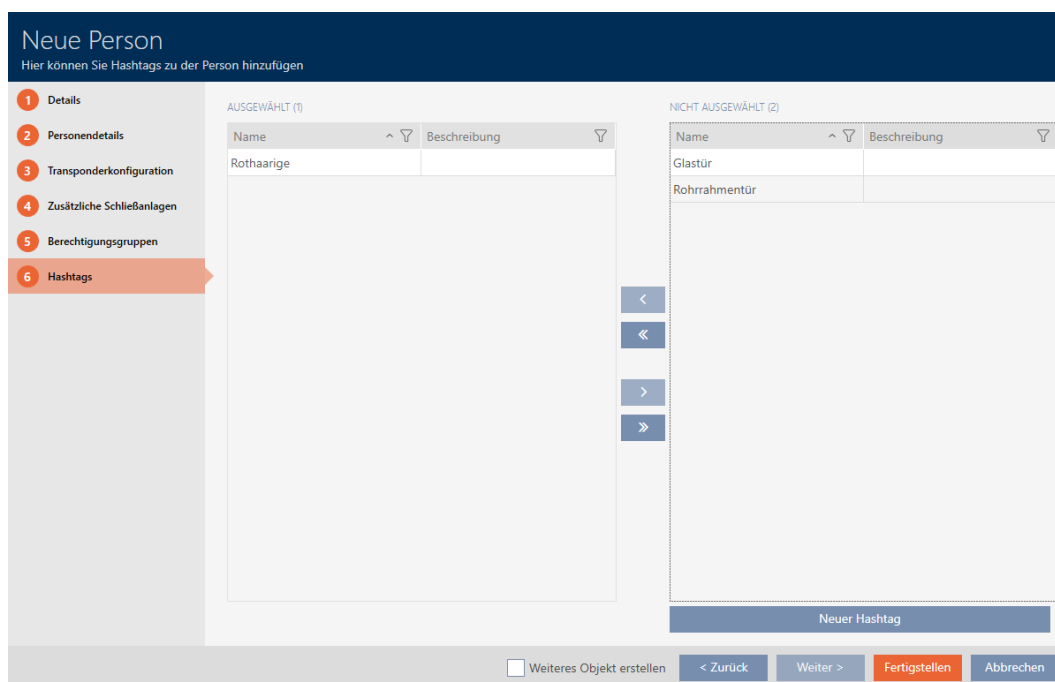 Neue Person
Hier können Sie Hashtags zu der Person hinzufügen
1 Details
2 Personendetails
3 Transponderkonfiguration
4 Zusätzliche Schließanlagen
5 Berechtigungsgruppen
6 Hashtags
AUSGEWÄHLT (1)
Name Beschreibung
Rothaarige
NICHT AUSGEWÄHLT (2)
Name Beschreibung
Glastür
Rohrrahmentür
Neuer Hashtag
Weiteres Objekt erstellen < Zurück Weiter > Fertigstellen Abbrechen